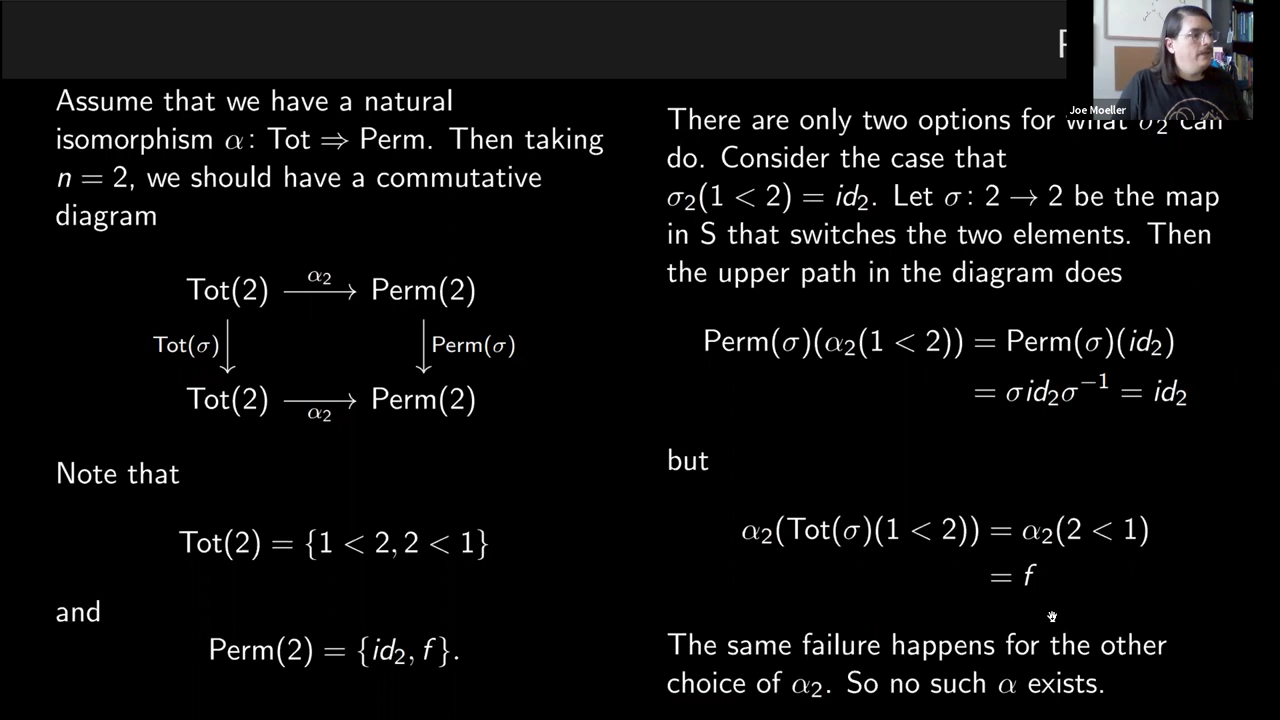 Assume that we have a natural
isomorphism α: Tot ⇒ Perm. Then taking
n = 2, we should have a commutative
diagram
Tot(2) α₂ Perm(2)
Tot(σ) Perm(σ)
Tot(2) α₂ Perm(2)
Note that
Tot(2) = {1 < 2, 2 < 1}
and
Perm(2) = {id₂, f}.
Joe Moeller
There are only two options for what σ₂ can
do. Consider the case that
σ₂(1 < 2) = id₂. Let σ: 2 → 2 be the map
in S that switches the two elements. Then
the upper path in the diagram does
Perm(σ)(α₂(1 < 2)) = Perm(σ)(id₂)
= σid₂σ⁻¹ = id₂
but
α₂(Tot(σ)(1 < 2)) = α₂(2 < 1)
= f
The same failure happens for the other
choice of α₂. So no such α exists.